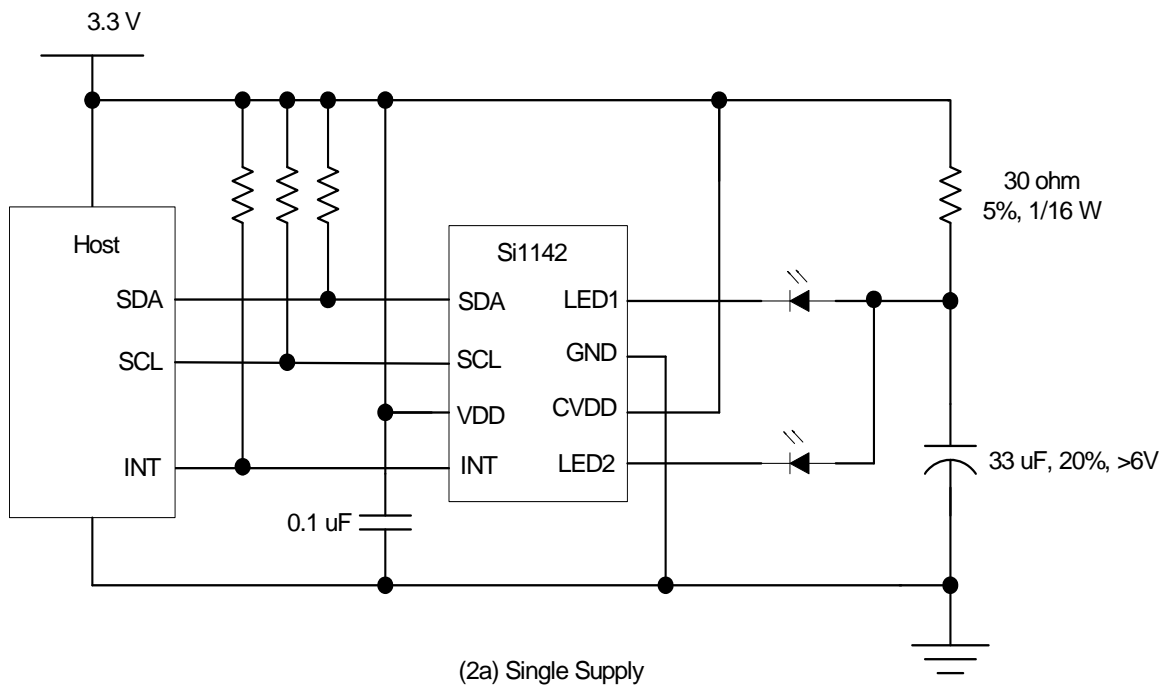 3.3 V
30 ohm
5%, 1/16 W
Host
Si1142
SDA
SDA
LED1
SCL
SCL
GND
VDD
CVDD
INT
INT
LED2
33 uF, 20%, >6V
0.1 uF
(2a) Single Supply